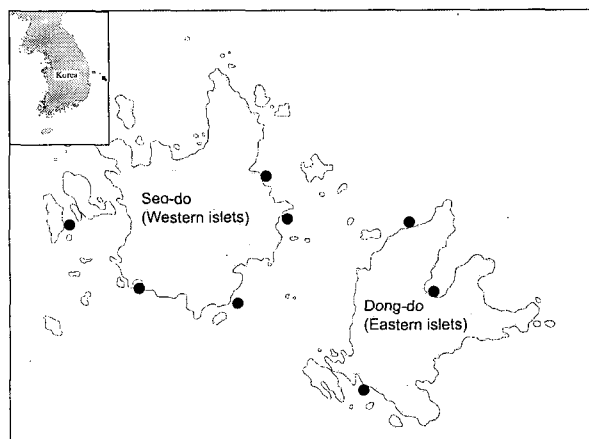 Korea
Seo-do
(Western islets)
Dong-do
(Eastern islets)